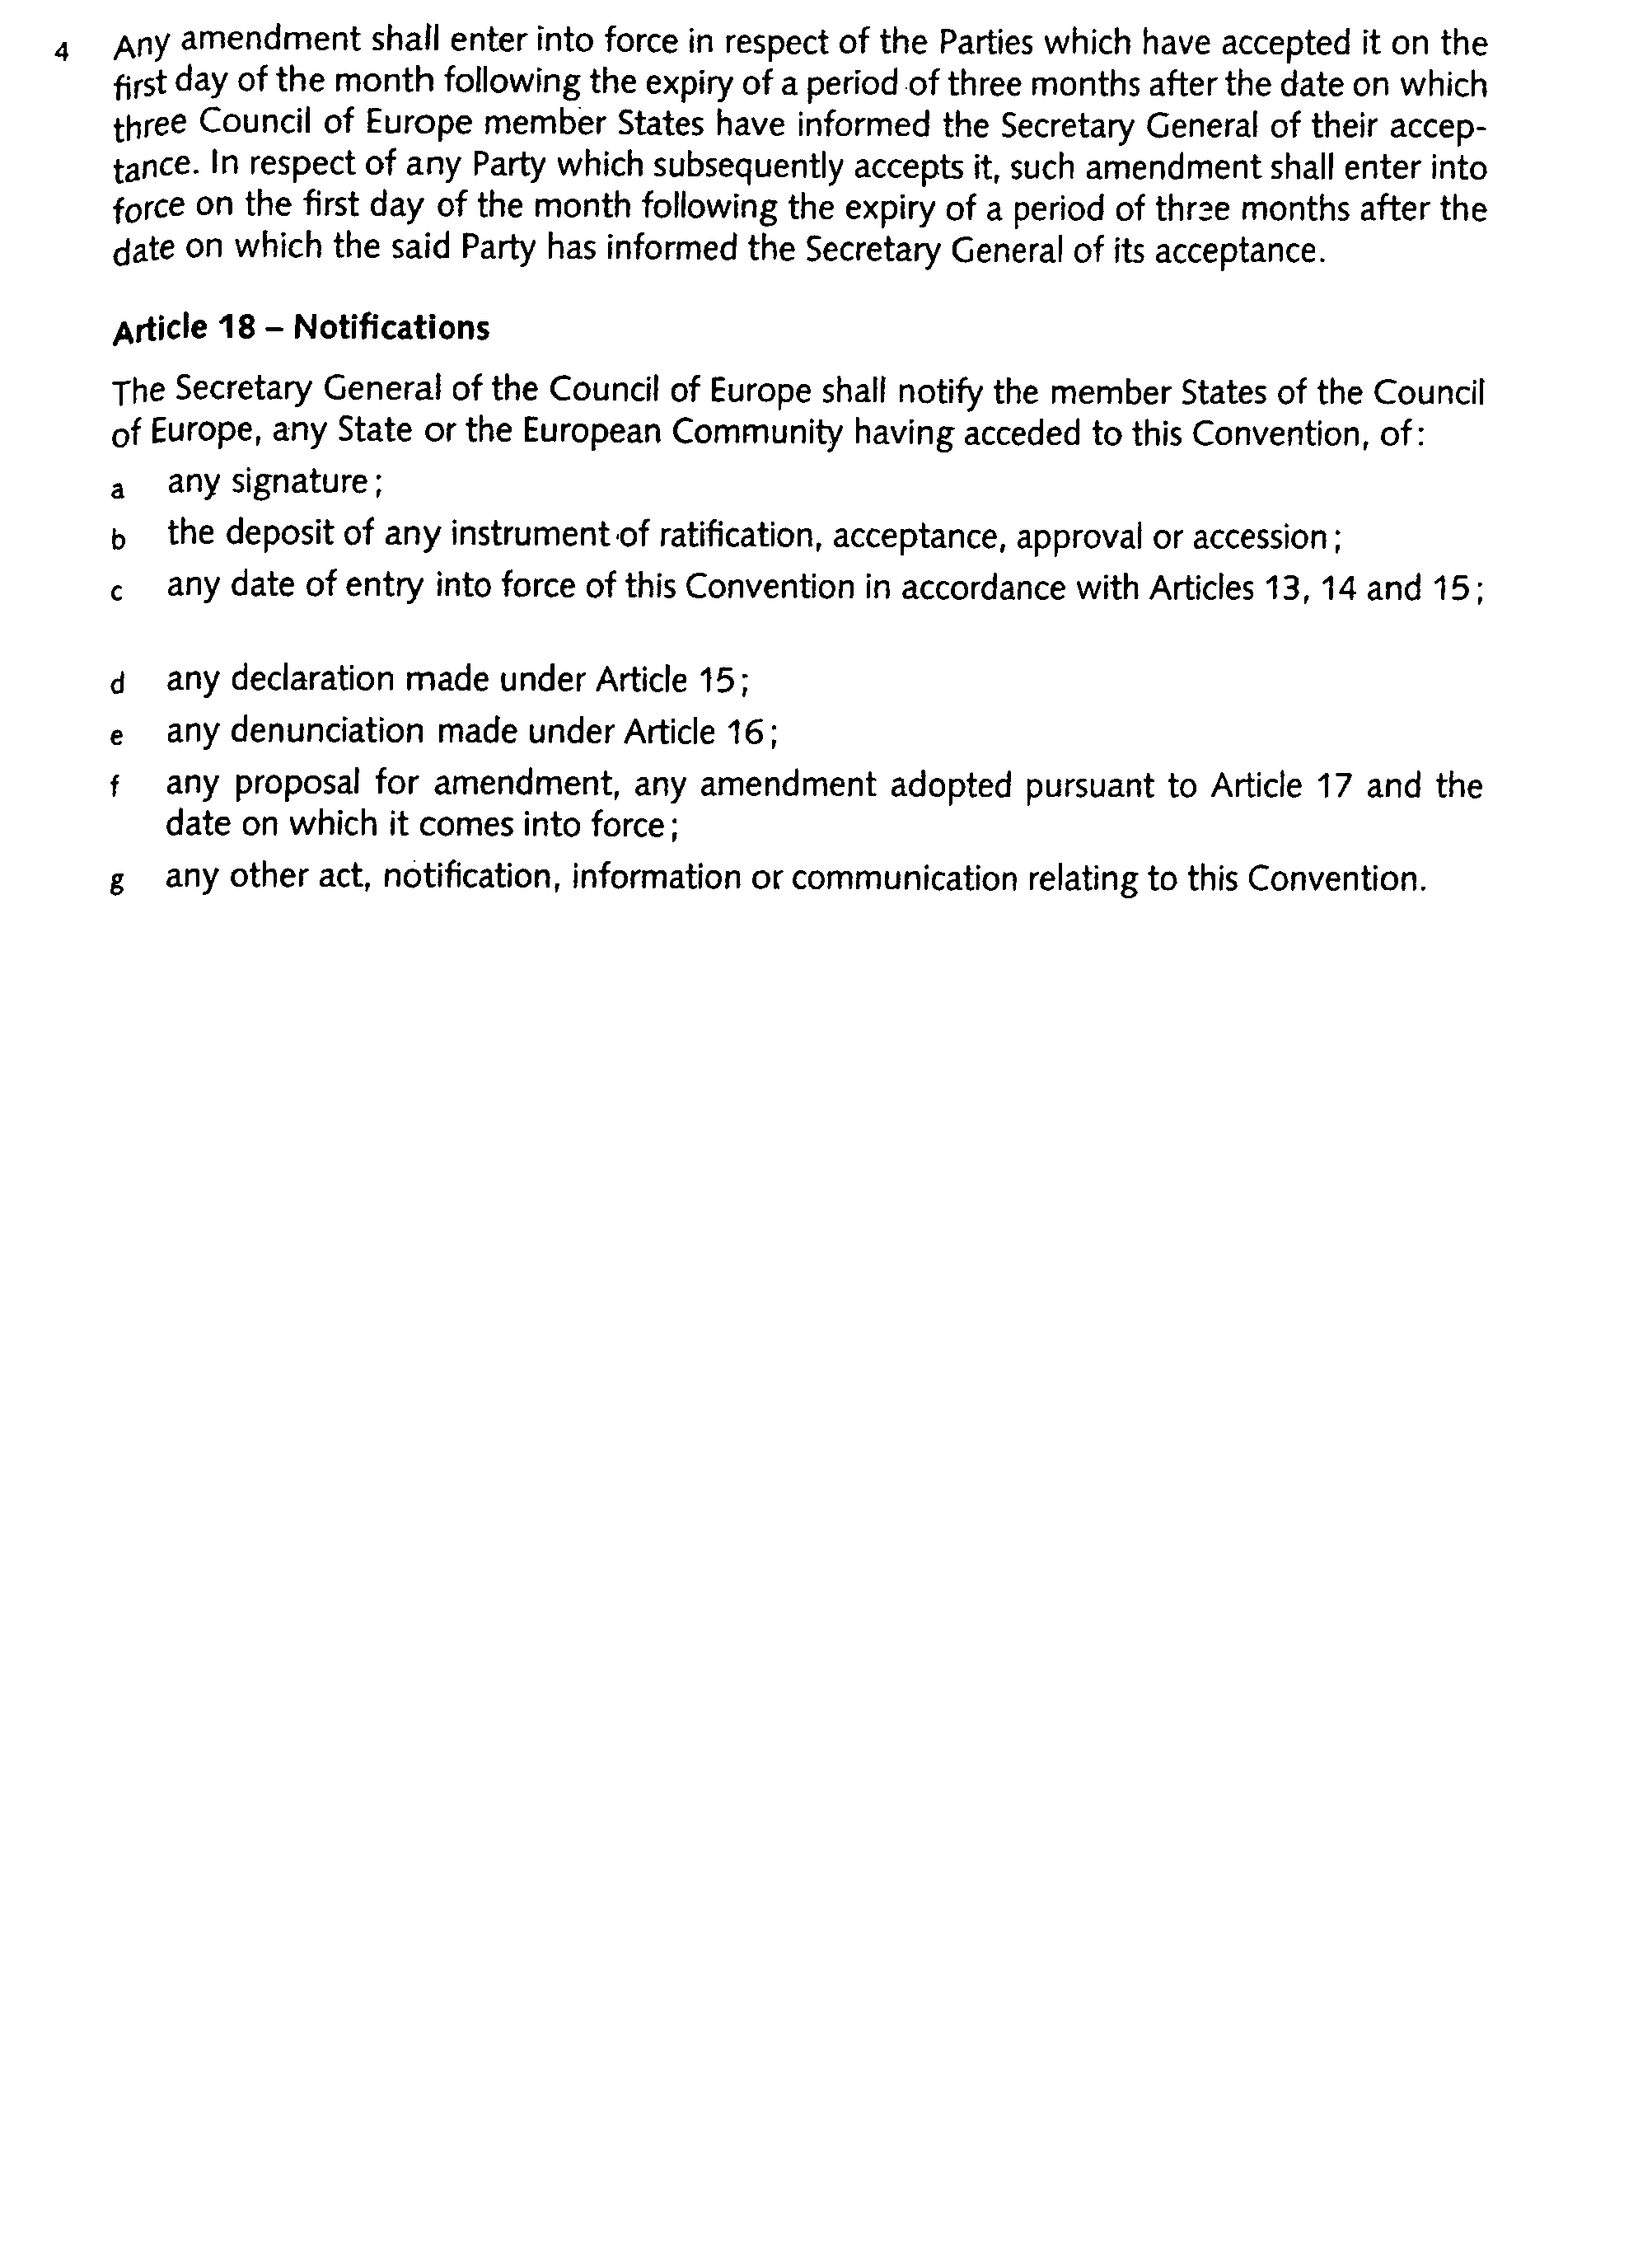 4 Any amendment shall enter into force in respect of the Parties which have accepted it on the
first day of the month following the expiry of a period of three months after the date on which
three Council of Europe member States have informed the Secretary General of their accep-
tance. In respect of any Party which subsequently accepts it, such amendment shall enter into
force on the first day of the month following the expiry of a period of three months after the
date on which the said Party has informed the Secretary General of its acceptance.
Article 18 – Notifications
The Secretary General of the Council of Europe shall notify the member States of the Council
of Europe, any State or the European Community having acceded to this Convention, of:
a any signature;
b the deposit of any instrument of ratification, acceptance, approval or accession;
c any date of entry into force of this Convention in accordance with Articles 13, 14 and 15;
d any declaration made under Article 15;
e any denunciation made under Article 16;
f any proposal for amendment, any amendment adopted pursuant to Article 17 and the
date on which it comes into force;
g any other act, notification, information or communication relating to this Convention.